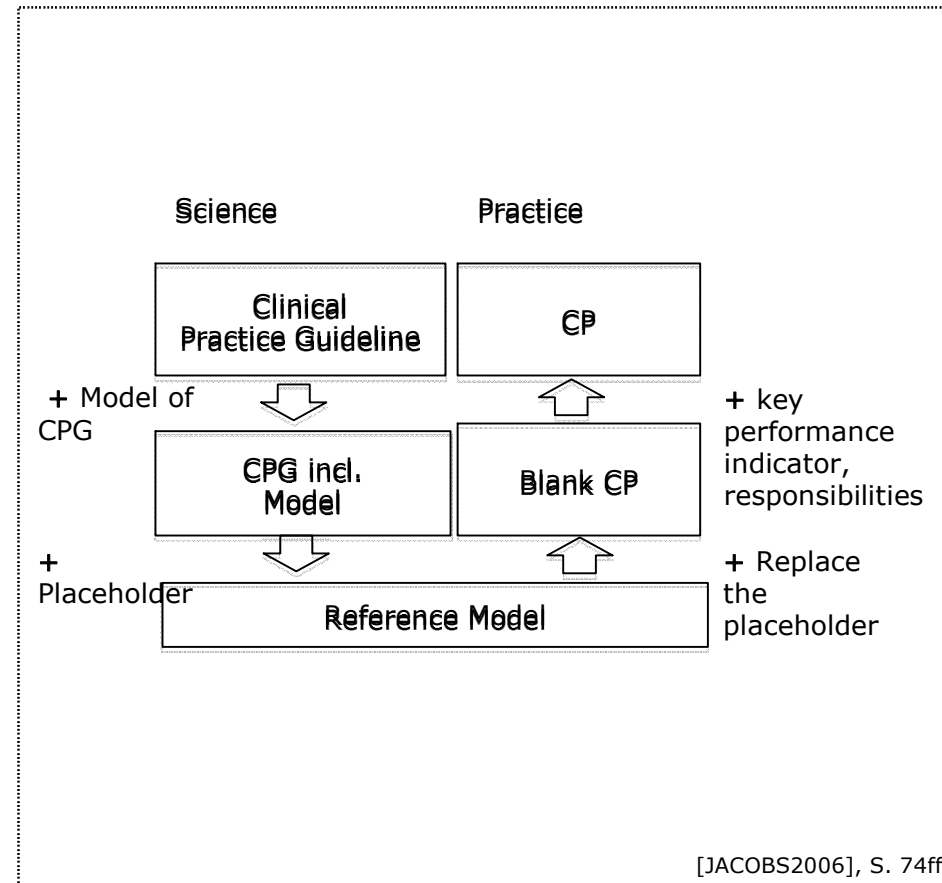 Science
Practice
Clinical
Practice Guideline
CP
+ Model of
CPG
+ key
performance
indicator,
responsibilities
CPG incl.
Model
Blank CP
+
Placeholder
+ Replace
the
placeholder
Reference Model
[JACOBS2006], S. 74ff